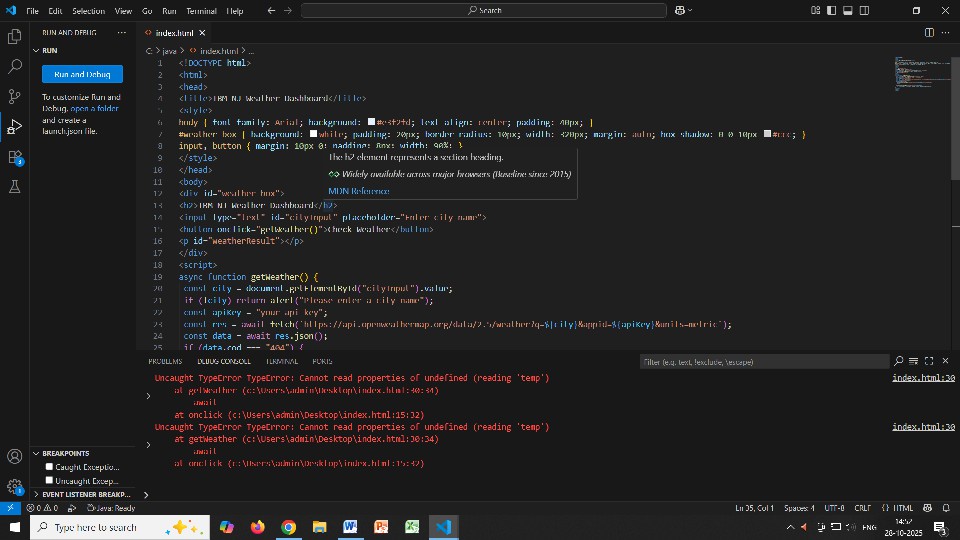 File Edit Selection View Go Run Terminal Help
Search
RUN AND DEBUG
RUN
Run and Debug
To customize Run and
Debug, open a folder
and create a
launch.json file.
index.html
C: > java > index.html > ...
1 <!DOCTYPE html>
2 <html>
3 <head>
4 <title>IBM NJ Weather Dashboard</title>
5 <style>
6 body { font-family: Arial; background: #e3f2fd; text-align: center; padding: 40px; }
7 #weather-box { background: white; padding: 20px; border-radius: 10px; width: 320px; margin: auto; box-shadow: 0 0 10px #ccc; }
8 input, button { margin: 10px 0; padding: 8px; width: 90%; }
9 </style>
10 </head>
11 <body>
12 <div id="weather-box">
13 <h2>IBM NJ Weather Dashboard</h2>
14 <input type="text" id="cityInput" placeholder="Enter city name">
15 <button onclick="getWeather()">Check Weather</button>
16 <p id="weatherResult"></p>
17 </div>
18 <script>
19 async function getWeather() {
20 const city = document.getElementById("cityInput").value;
21 if (!city) return alert("Please enter a city name");
22 const apiKey = "your_api_key";
23 const res = await fetch(`https://api.openweathermap.org/data/2.5/weather?q=${city}&appid=${apiKey}&units=metric`);
24 const data = await res.json();
25 if (data.cod === "404") {
The h2 element represents a section heading.
Widely available across major browsers (Baseline since 2015)
MDN Reference
PROBLEMS DEBUG CONSOLE TERMINAL PORTS
Filter (e.g. text, !exclude, \escape)
Uncaught TypeError TypeError: Cannot read properties of undefined (reading 'temp')
index.html:30
at getWeather (c:\Users\admin\Desktop\index.html:30:34)
await
at onclick (c:\Users\admin\Desktop\index.html:15:32)
Uncaught TypeError TypeError: Cannot read properties of undefined (reading 'temp')
index.html:30
at getWeather (c:\Users\admin\Desktop\index.html:30:34)
await
at onclick (c:\Users\admin\Desktop\index.html:15:32)
BREAKPOINTS
Caught Exceptio...
Uncaught Excep...
EVENT LISTENER BREAKP...
0 0 Java: Ready
Ln 35, Col 1 Spaces: 4 UTF-8 CRLF {} HTML
Type here to search
ENG
14:52
28-10-2025